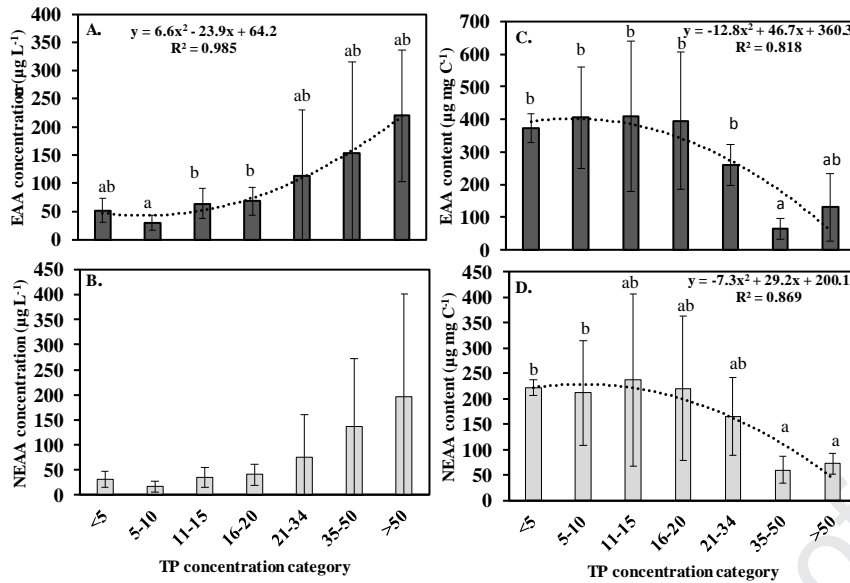 A.
y = 6.6x² - 23.9x + 64.2
R² = 0.985
EAA concentration (µg L⁻¹)
400
350
300
250
200
150
100
50
0
ab
a
b
b
ab
ab
ab
C.
y = -12.8x² + 46.7x + 360.3
R² = 0.818
EAA content (µg mg C⁻¹)
700
600
500
400
300
200
100
0
b
b
b
b
b
a
ab
B.
NEAA concentration (µg L⁻¹)
450
400
350
300
250
200
150
100
50
0
<5
5-10
11-15
16-20
21-34
35-50
>50
TP concentration category
D.
y = -7.3x² + 29.2x + 200.1
R² = 0.869
NEAA content (µg mg C⁻¹)
450
400
350
300
250
200
150
100
50
0
b
b
ab
ab
ab
a
a
<5
5-10
11-15
16-20
21-34
35-50
>50
TP concentration category